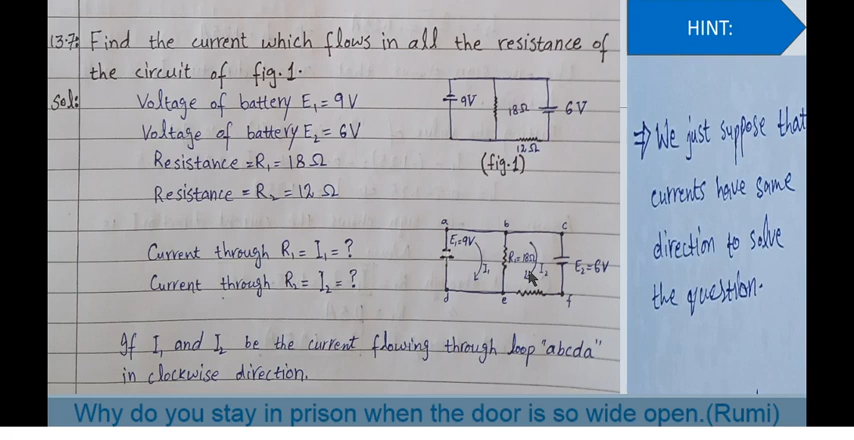 13.7: Find the current which flows in all the resistance of
the circuit of fig.1.
Sol: Voltage of battery E₁ = 9V
Voltage of battery E₂ = 6V
Resistance = R₁ = 18 Ω
Resistance = R₂ = 12 Ω
9V
18Ω
6V
12Ω
(fig.1)
Current through R₁ = I₁ = ?
Current through R₂ = I₂ = ?
a b c
E₁=9V
I₁
R₁=18Ω
I₂
E₂=6V
d e f
If I₁ and I₂ be the current flowing through loop "abcda"
in clockwise direction.
HINT:
⇒ We just suppose that
currents have same
direction to solve
the question.
Why do you stay in prison when the door is so wide open.(Rumi)